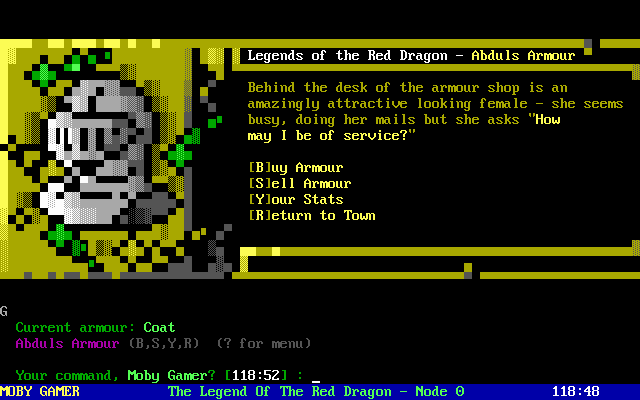 Legends of the Red Dragon - Abduls Armour
Behind the desk of the armour shop is an
amazingly attractive looking female - she seems
busy, doing her mails but she asks "How
may I be of service?"
[B]uy Armour
[S]ell Armour
[Y]our Stats
[R]eturn to Town
G
Current armour: Coat
Abduls Armour (B,S,Y,R)  (? for menu)
Your command, Moby Gamer? [118:52] : _
MOBY GAMER The Legend Of The Red Dragon - Node 0 118:48